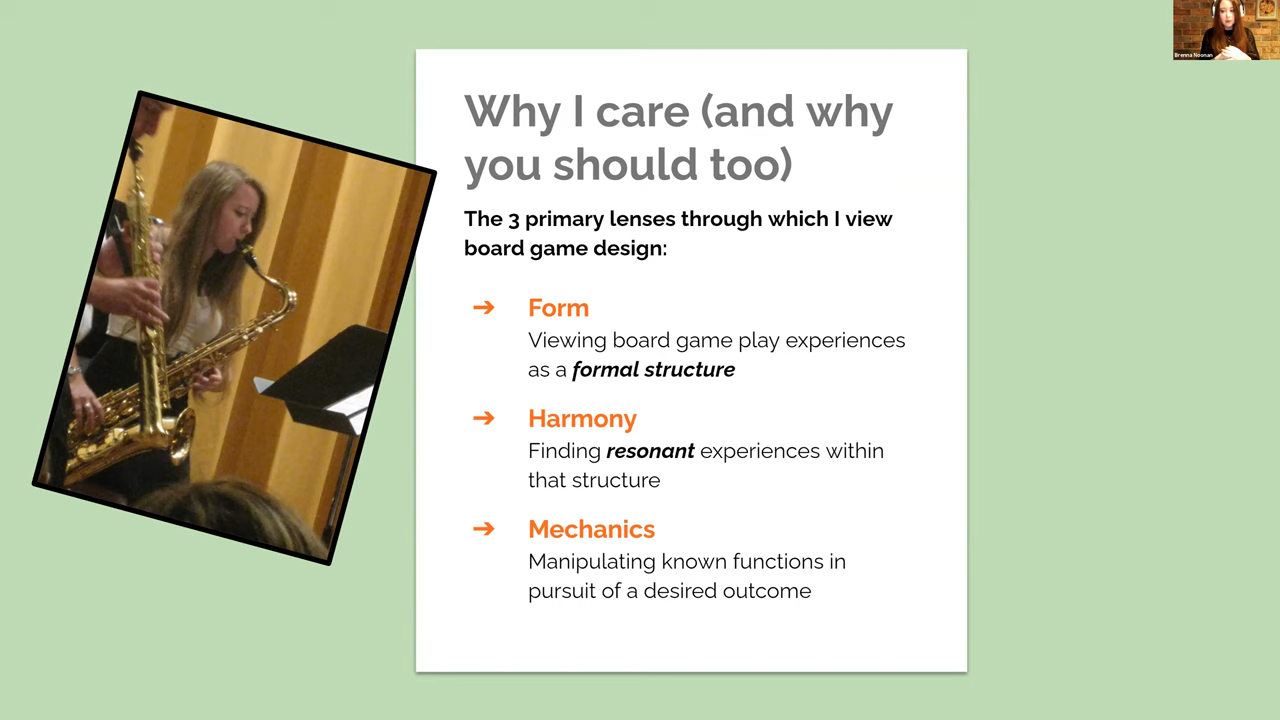 Brenna Noonan
Why I care (and why
you should too)
The 3 primary lenses through which I view
board game design:
➔ Form
Viewing board game play experiences
as a formal structure
➔ Harmony
Finding resonant experiences within
that structure
➔ Mechanics
Manipulating known functions in
pursuit of a desired outcome